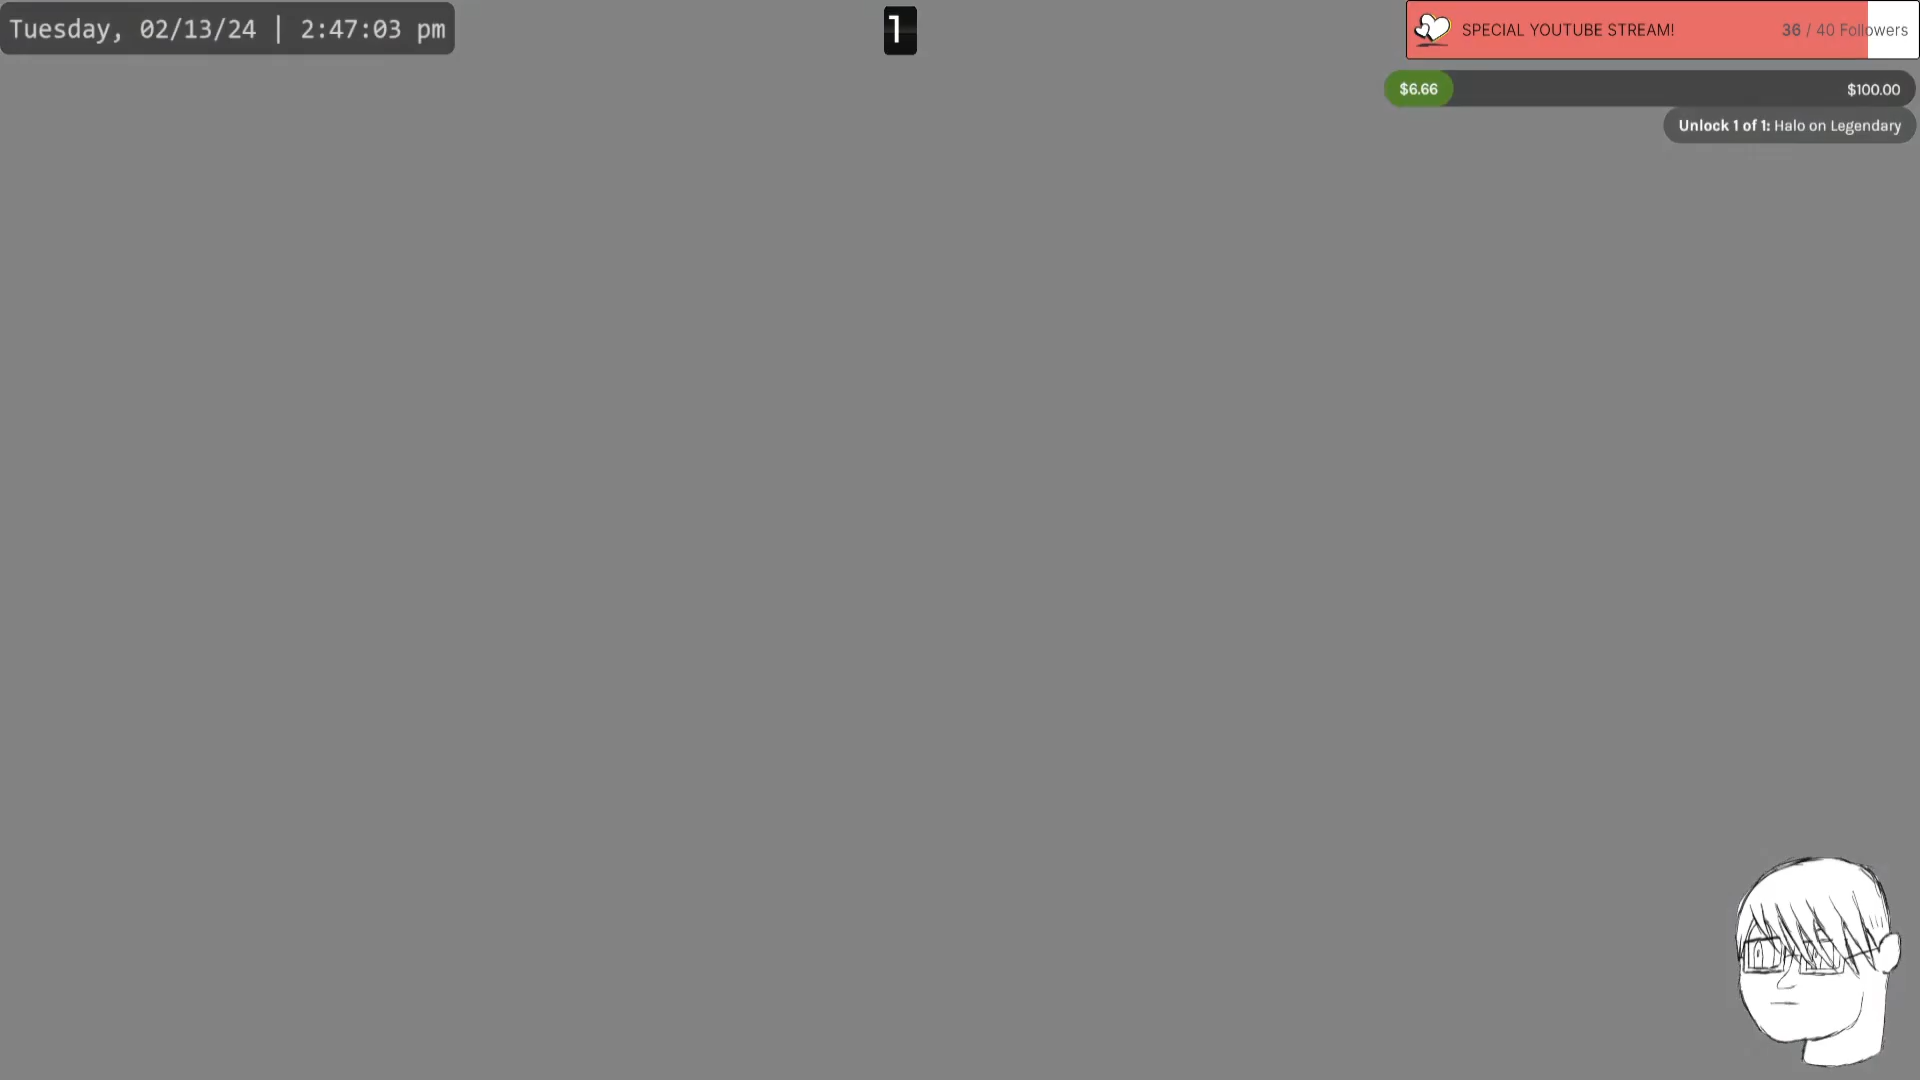 Tuesday, 02/13/24 | 2:47:03 pm
1
SPECIAL YOUTUBE STREAM! 36 / 40 Followers
$6.66 $100.00
Unlock 1 of 1: Halo on Legendary